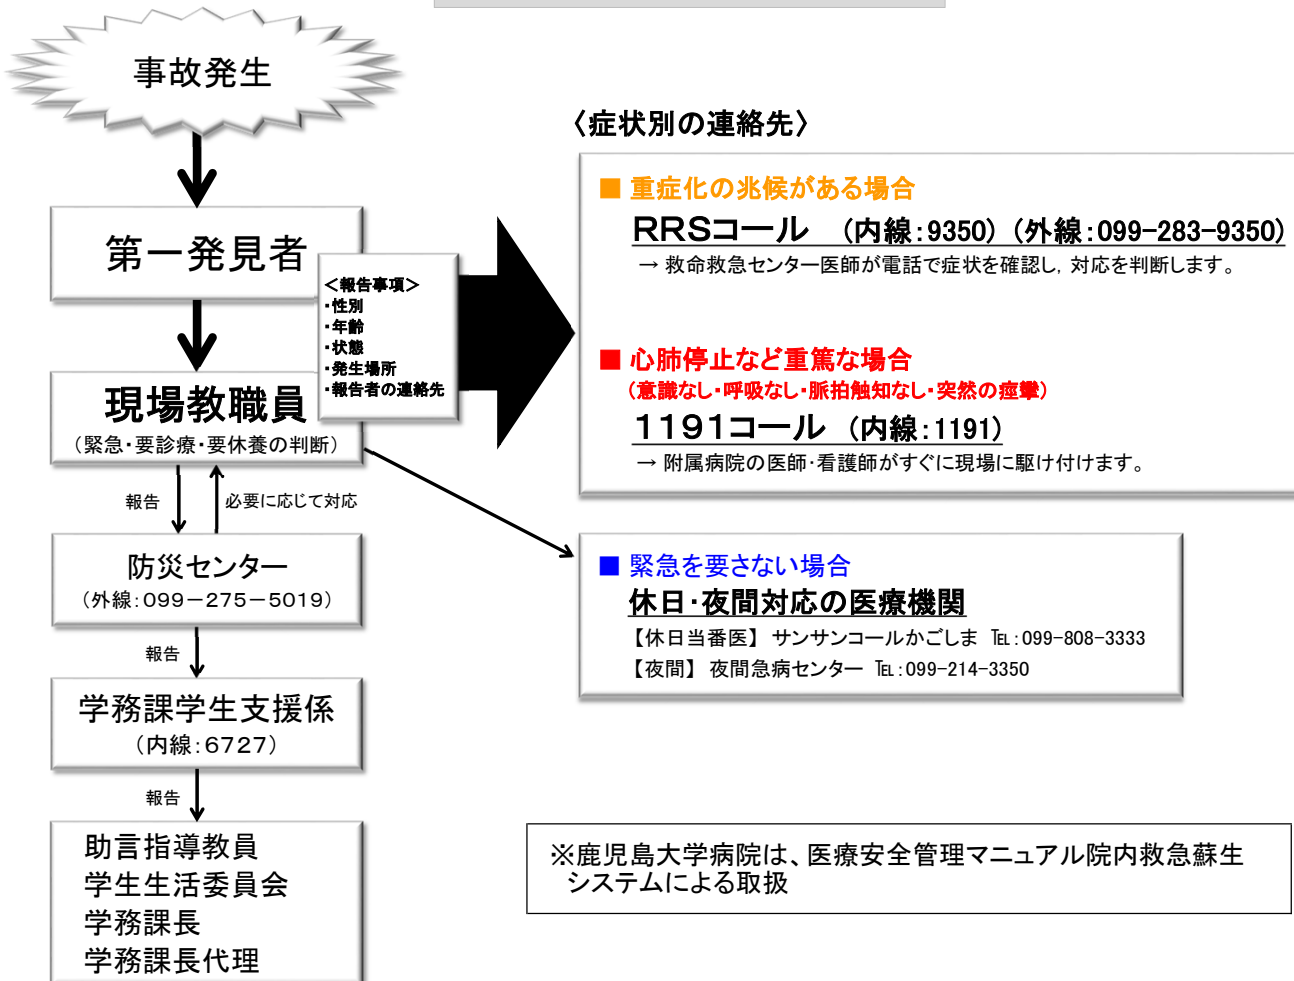 事故発生
第一発見者
＜報告事項＞
・性別
・年齢
・状態
・発生場所
・報告者の連絡先
現場教職員
（緊急・要診療・要休養の判断）
報告
必要に応じて対応
防災センター
（外線：０９９－２７５－５０１９）
報告
学務課学生支援係
（内線：６７２７）
報告
助言指導教員
学生生活委員会
学務課長
学務課長代理
〈症状別の連絡先〉
■ 重症化の兆候がある場合
ＲＲＳコール （内線：9350）（外線：099-283-9350）
→ 救命救急センター医師が電話で症状を確認し，対応を判断します。
■ 心肺停止など重篤な場合
（意識なし・呼吸なし・脈拍触知なし・突然の痙攣）
１１９１コール （内線：1191）
→ 附属病院の医師・看護師がすぐに現場に駆け付けます。
■ 緊急を要さない場合
休日・夜間対応の医療機関
【休日当番医】 サンサンコールかごしま ℡：099-808-3333
【夜間】 夜間急病センター ℡：099-214-3350
※鹿児島大学病院は、医療安全管理マニュアル院内救急蘇生
システムによる取扱